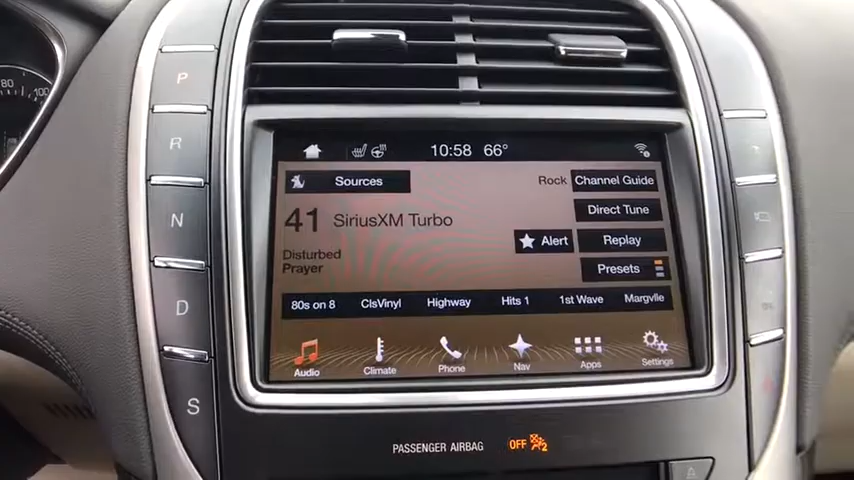 80
100
P
R
N
D
S
10:58 66°
Sources
Rock
Channel Guide
41 SiriusXM Turbo
Direct Tune
Disturbed
Prayer
Alert
Replay
Presets
80s on 8 ClsVinyl Highway Hits 1 1st Wave Margvlle
Audio Climate Phone Nav Apps Settings
PASSENGER AIRBAG OFF 2